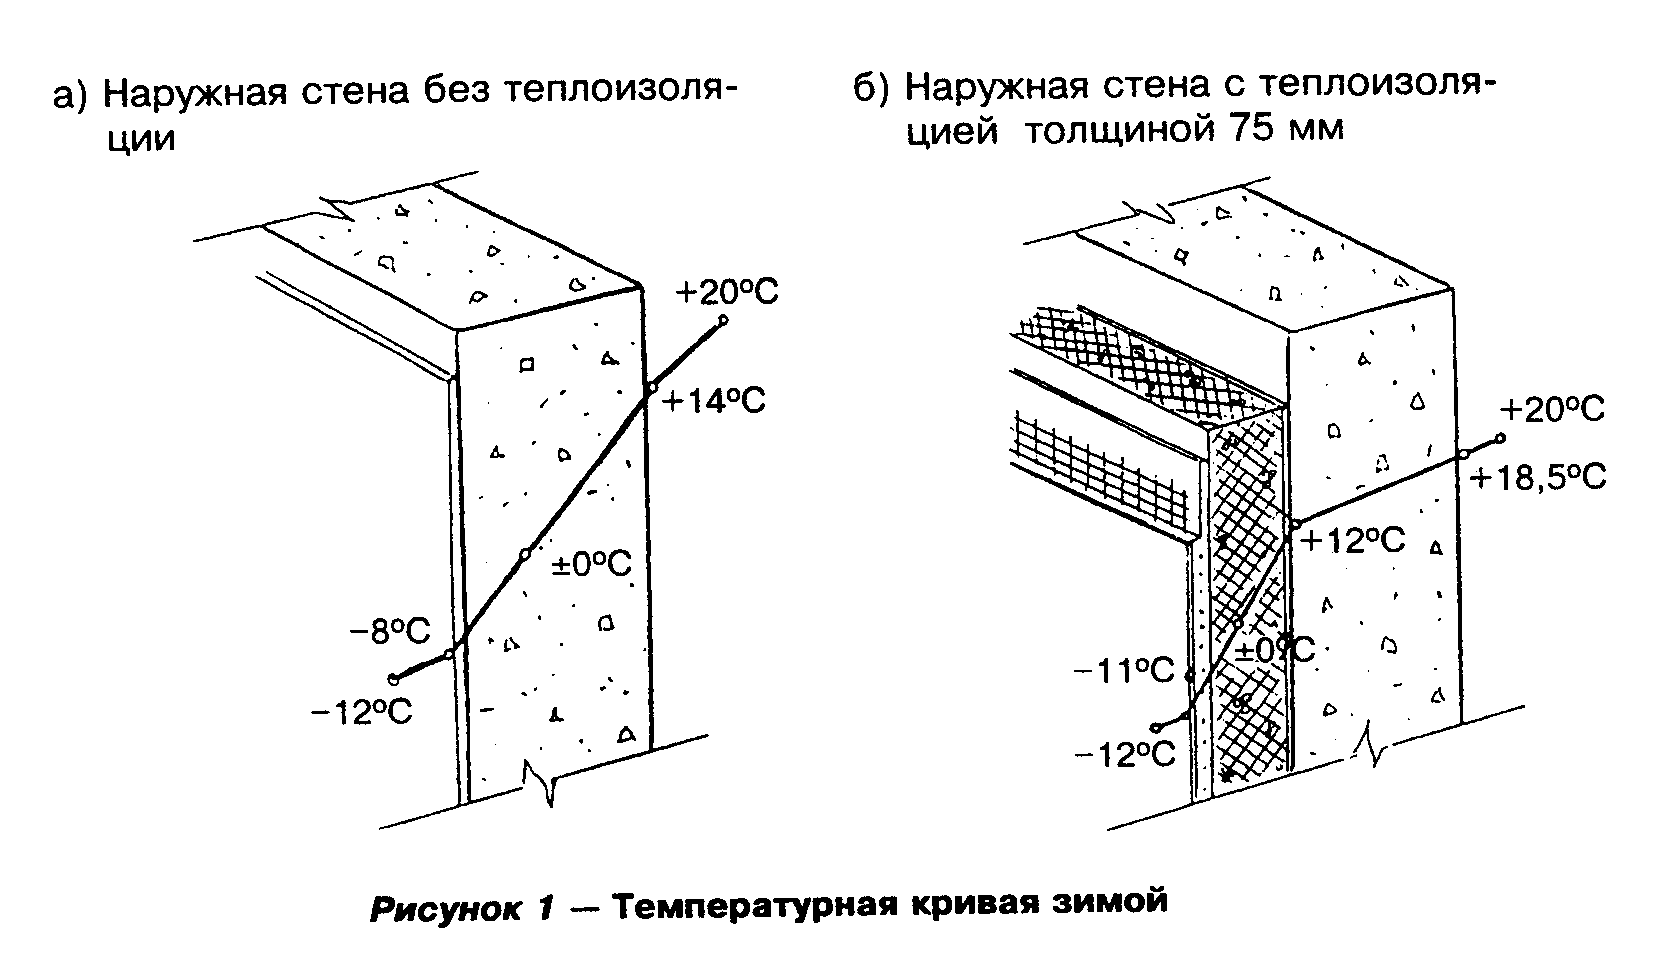 а) Наружная стена без теплоизоля-
ции
+20°C
+14°C
±0°C
−8°C
−12°C
б) Наружная стена с теплоизоля-
цией толщиной 75 мм
+20°C
+18,5°C
+12°C
±0°C
−11°C
−12°C
Рисунок 1 — Температурная кривая зимой